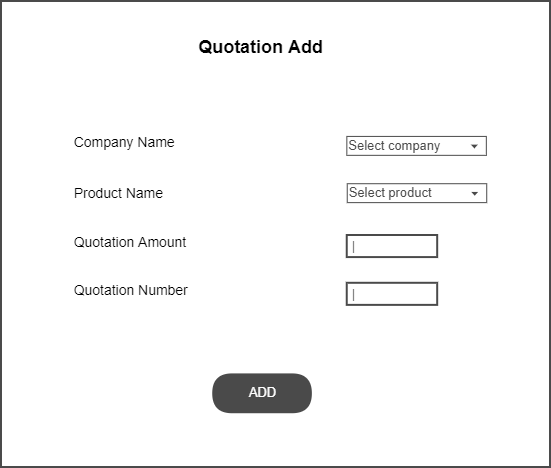 Quotation Add
Company Name Select company
Product Name Select product
Quotation Amount
Quotation Number
ADD